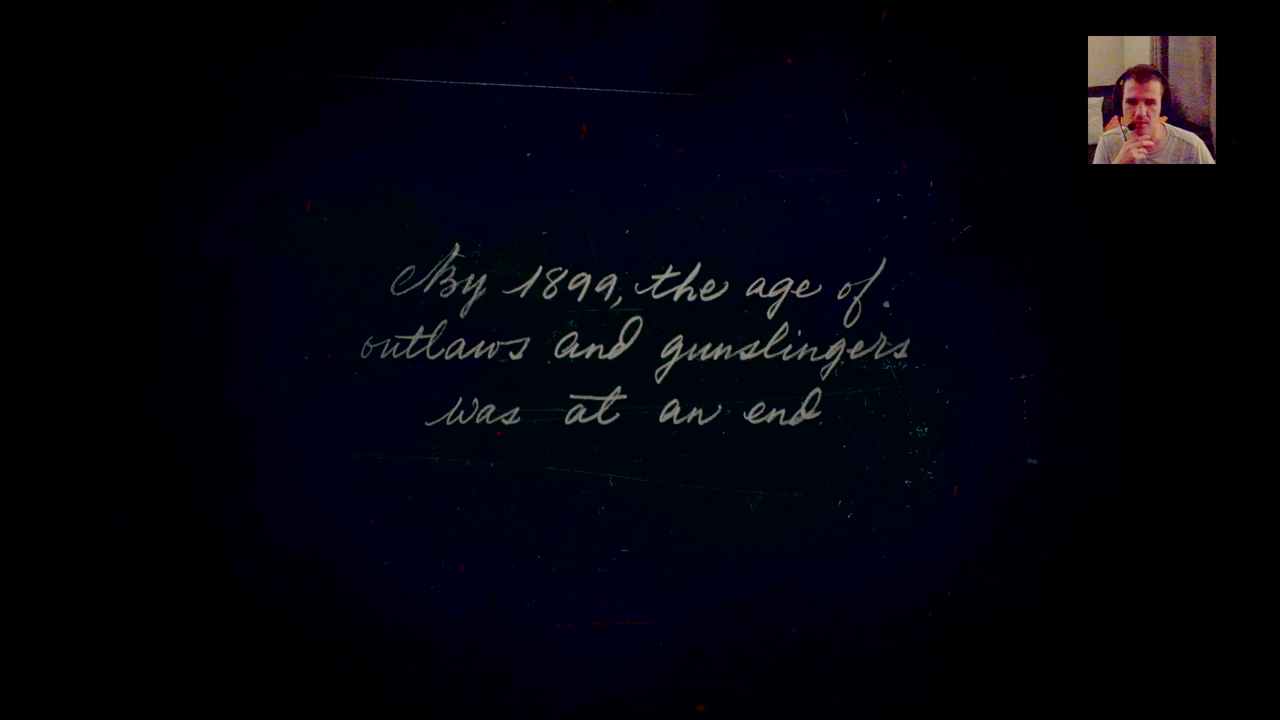 By 1899, the age of
outlaws and gunslingers
was at an end